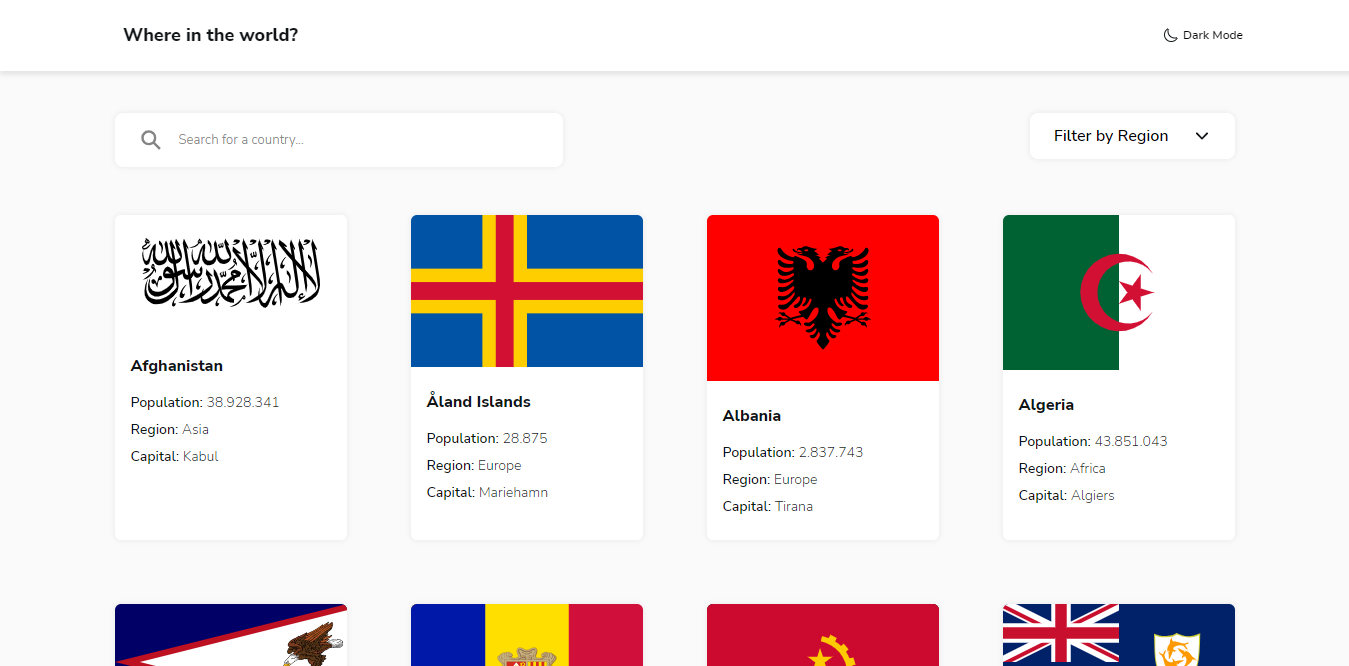 Where in the world?
Dark Mode
Search for a country...
Filter by Region
لا إله إلا الله محمد رسول الله
Afghanistan
Population: 38.928.341
Region: Asia
Capital: Kabul
Åland Islands
Population: 28.875
Region: Europe
Capital: Mariehamn
Albania
Population: 2.837.743
Region: Europe
Capital: Tirana
Algeria
Population: 43.851.043
Region: Africa
Capital: Algiers